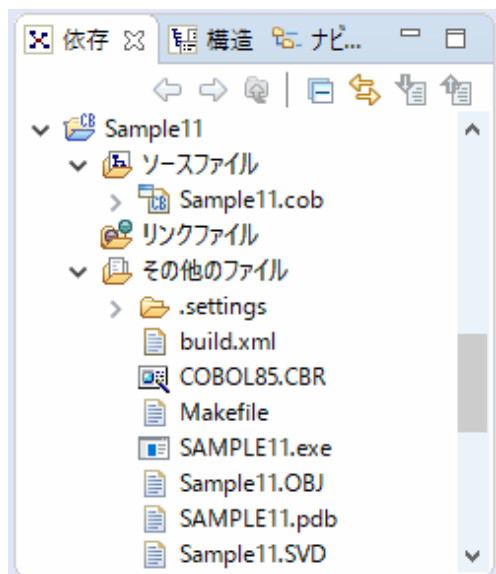 依存 構造 ナビ...
Sample11
ソースファイル
Sample11.cob
リンクファイル
その他のファイル
.settings
build.xml
COBOL85.CBR
Makefile
SAMPLE11.exe
Sample11.OBJ
SAMPLE11.pdb
Sample11.SVD